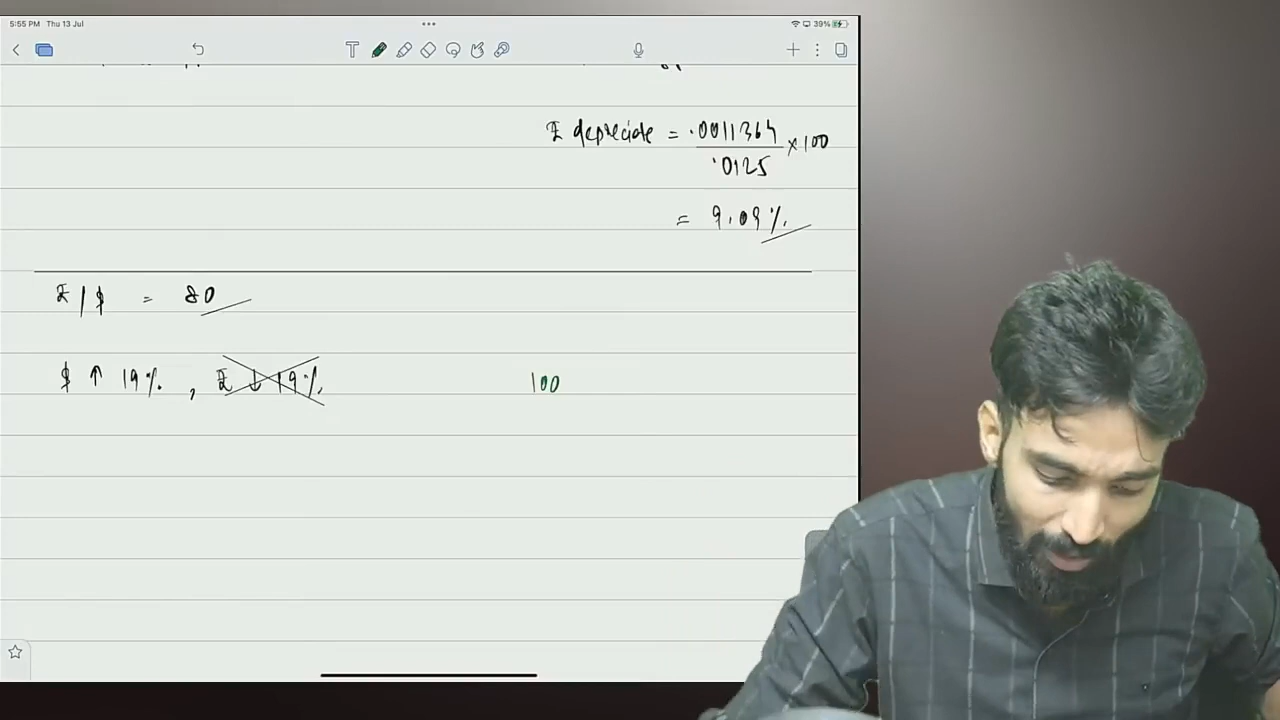 5:55 PM Thu 13 Jul
39%
₹ depreciate = .0011364 / .0125 × 100
= 9.09%
₹/$ = 80
$ ↑ 19%, ₹ ↓ 19%
100